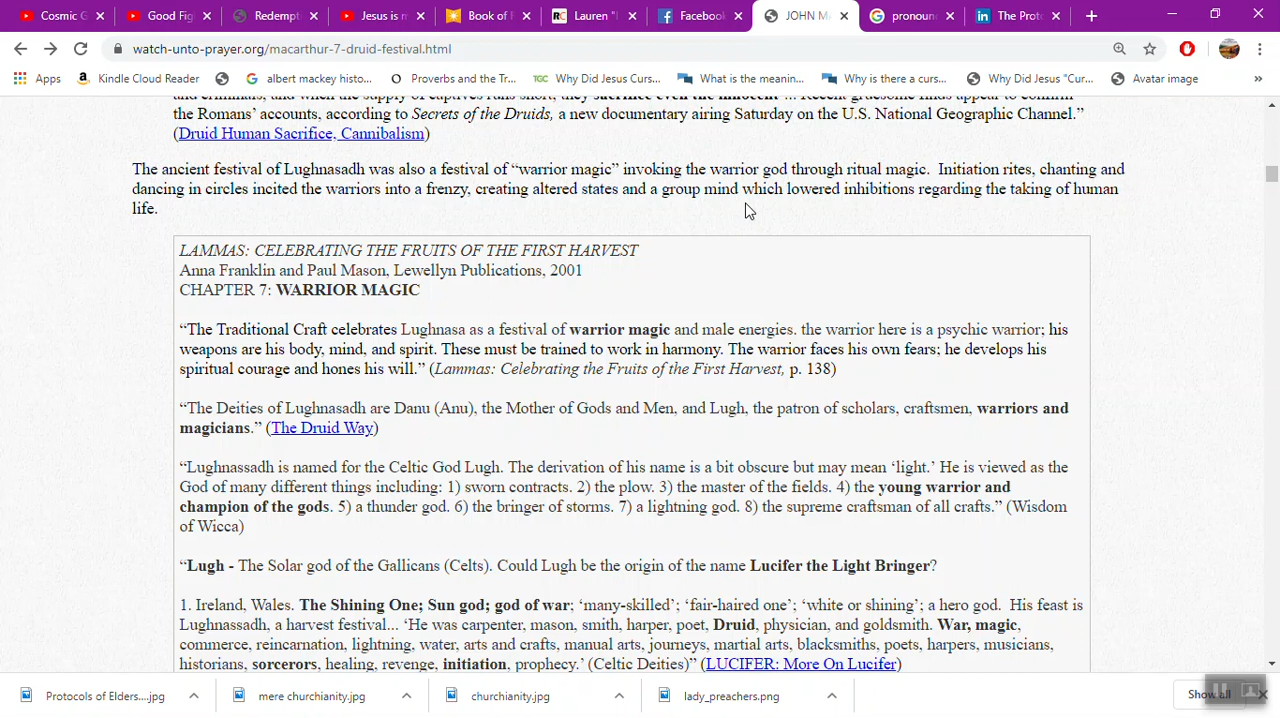 Cosmic G
Good Fig
Redempti
Jesus is n
Book of F
Lauren "E
Facebook
JOHN M
pronoun
The Proto
watch-unto-prayer.org/macarthur-7-druid-festival.html
Apps
Kindle Cloud Reader
albert mackey histo...
Proverbs and the Tr...
Why Did Jesus Curs...
What is the meanin...
Why is there a curs...
Why Did Jesus "Cur...
Avatar image
»
the Romans’ accounts, according to Secrets of the Druids, a new documentary airing Saturday on the U.S. National Geographic Channel.”
(Druid Human Sacrifice, Cannibalism)
The ancient festival of Lughnasadh was also a festival of “warrior magic” invoking the warrior god through ritual magic. Initiation rites, chanting and
dancing in circles incited the warriors into a frenzy, creating altered states and a group mind which lowered inhibitions regarding the taking of human
life.
LAMMAS: CELEBRATING THE FRUITS OF THE FIRST HARVEST
Anna Franklin and Paul Mason, Lewellyn Publications, 2001
CHAPTER 7: WARRIOR MAGIC
“The Traditional Craft celebrates Lughnasa as a festival of warrior magic and male energies. the warrior here is a psychic warrior; his
weapons are his body, mind, and spirit. These must be trained to work in harmony. The warrior faces his own fears; he develops his
spiritual courage and hones his will.” (Lammas: Celebrating the Fruits of the First Harvest, p. 138)
“The Deities of Lughnasadh are Danu (Anu), the Mother of Gods and Men, and Lugh, the patron of scholars, craftsmen, warriors and
magicians.” (The Druid Way)
“Lughnassadh is named for the Celtic God Lugh. The derivation of his name is a bit obscure but may mean ‘light.’ He is viewed as the
God of many different things including: 1) sworn contracts. 2) the plow. 3) the master of the fields. 4) the young warrior and
champion of the gods. 5) a thunder god. 6) the bringer of storms. 7) a lightning god. 8) the supreme craftsman of all crafts.” (Wisdom
of Wicca)
“Lugh - The Solar god of the Gallicans (Celts). Could Lugh be the origin of the name Lucifer the Light Bringer?
1. Ireland, Wales. The Shining One; Sun god; god of war; ‘many-skilled’; ‘fair-haired one’; ‘white or shining’; a hero god. His feast is
Lughnassadh, a harvest festival... ‘He was carpenter, mason, smith, harper, poet, Druid, physician, and goldsmith. War, magic,
commerce, reincarnation, lightning, water, arts and crafts, manual arts, journeys, martial arts, blacksmiths, poets, harpers, musicians,
historians, sorcerors, healing, revenge, initiation, prophecy.’ (Celtic Deities)” (LUCIFER: More On Lucifer)
Protocols of Elders....jpg
mere churchianity.jpg
churchianity.jpg
lady_preachers.png
Show all